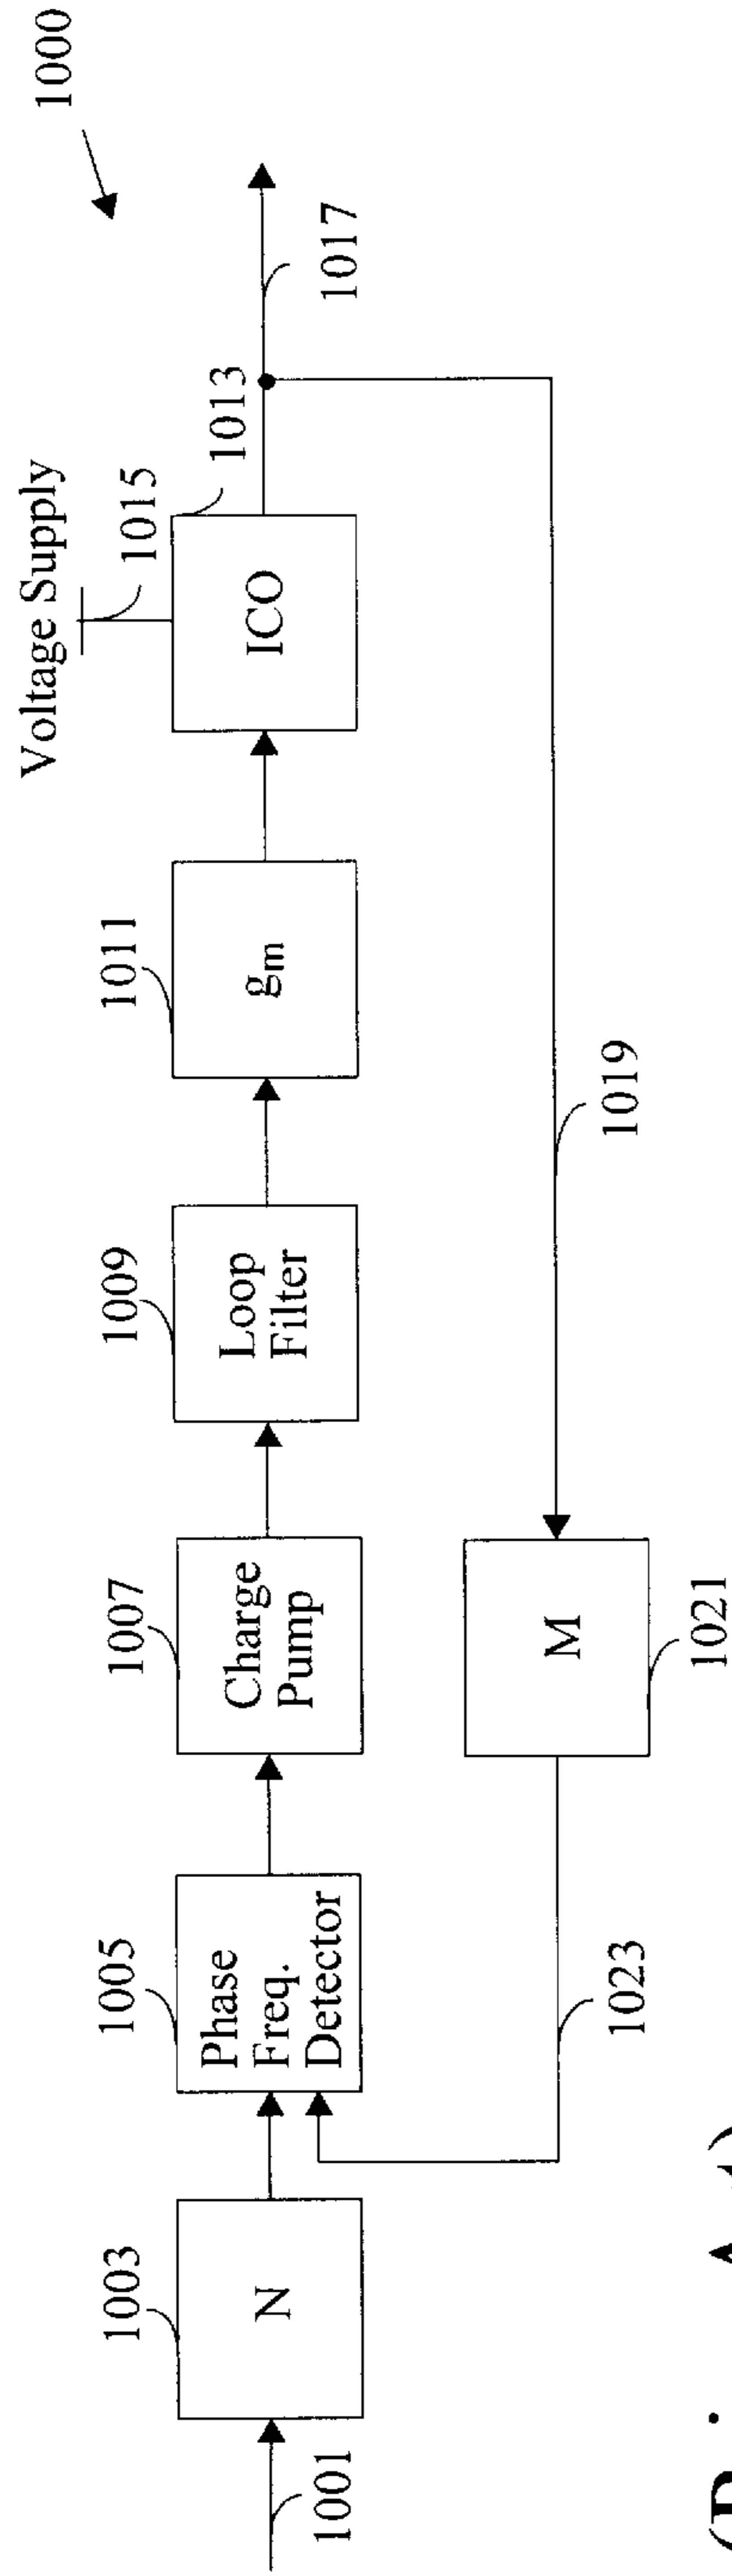 1000
Voltage Supply
1015
1013
1017
ICO
1011
gm
1009
Loop
Filter
1007
Charge
Pump
1005
Phase
Freq.
Detector
1003
N
1001
1019
M
1021
1023